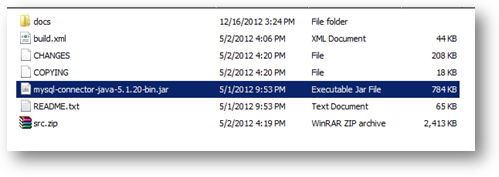 docs 12/16/2012 3:24 PM File folder
build.xml 5/2/2012 4:06 PM XML Document 44 KB
CHANGES 5/2/2012 4:20 PM File 208 KB
COPYING 5/2/2012 4:20 PM File 18 KB
mysql-connector-java-5.1.20-bin.jar 5/1/2012 9:53 PM Executable Jar File 784 KB
README.txt 5/1/2012 9:53 PM Text Document 65 KB
src.zip 5/2/2012 4:19 PM WinRAR ZIP archive 2,413 KB